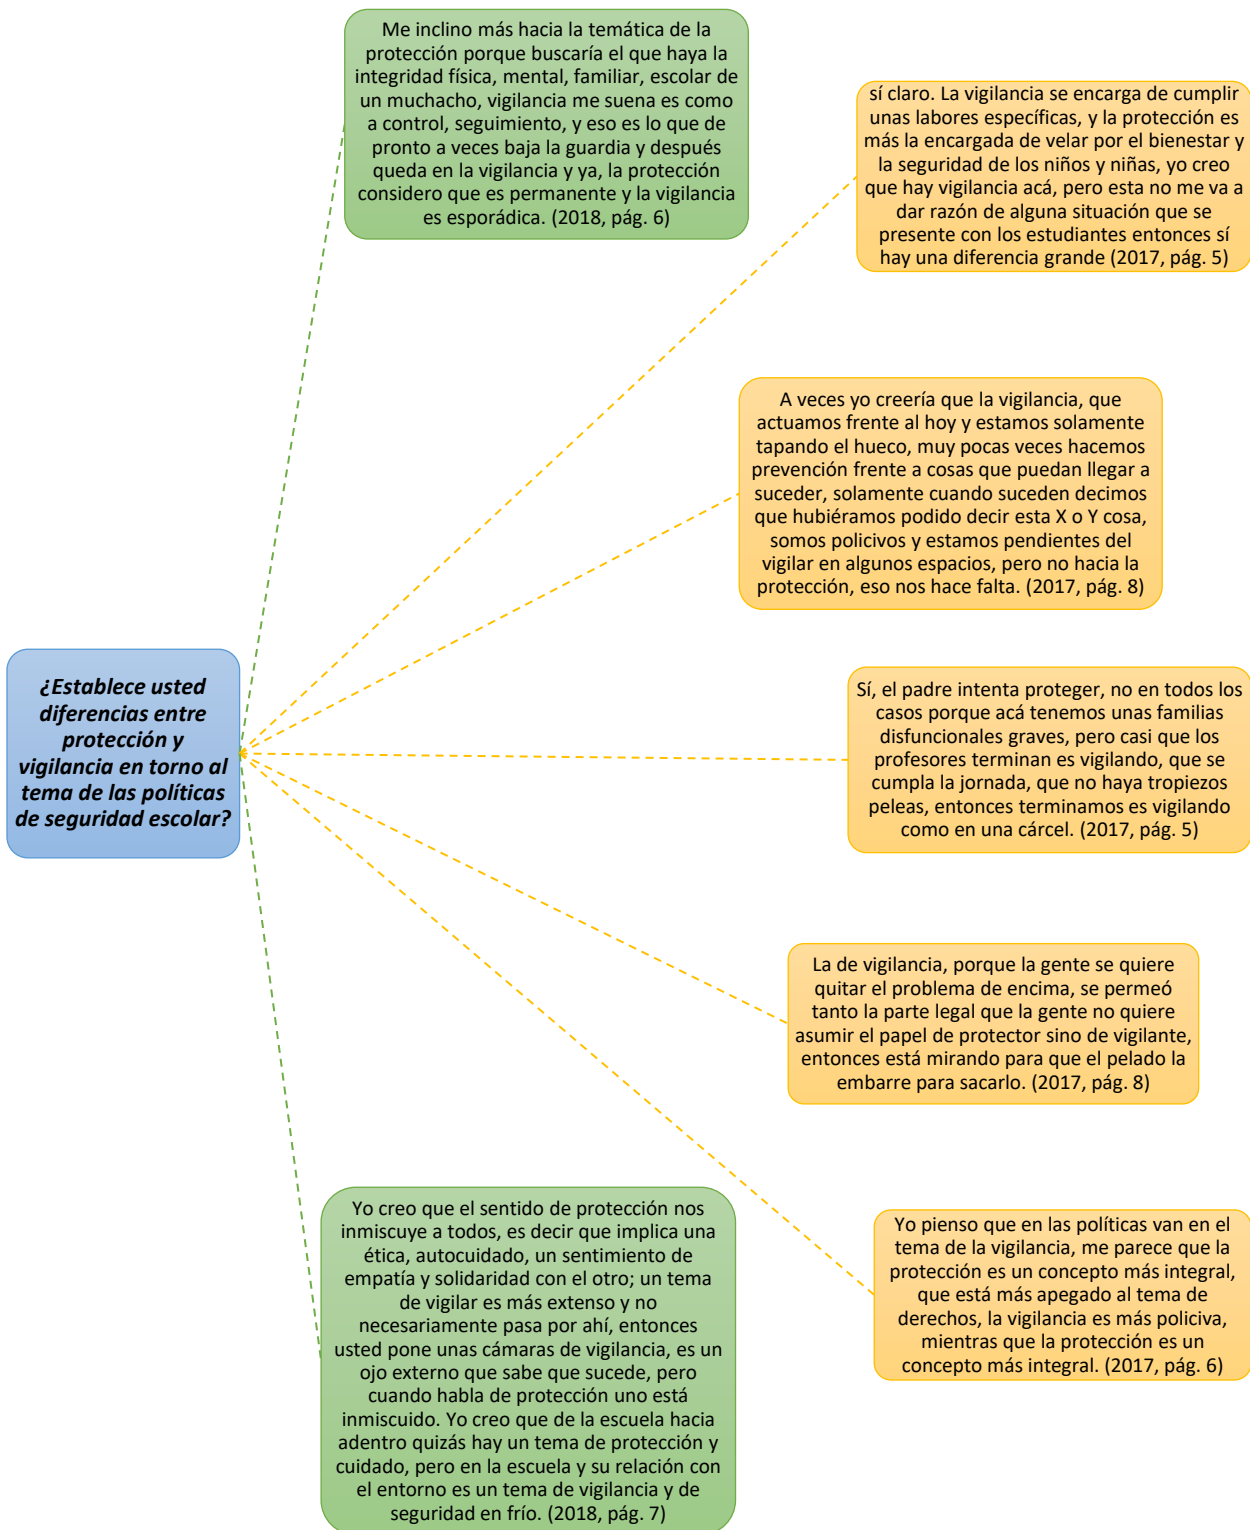 Me inclino más hacia la temática de la
protección porque buscaría el que haya la
integridad física, mental, familiar, escolar de
un muchacho, vigilancia me suena es como
a control, seguimiento, y eso es lo que de
pronto a veces baja la guardia y después
queda en la vigilancia y ya, la protección
considero que es permanente y la vigilancia
es esporádica. (2018, pág. 6)
sí claro. La vigilancia se encarga de cumplir
unas labores específicas, y la protección es
más la encargada de velar por el bienestar y
la seguridad de los niños y niñas, yo creo
que hay vigilancia acá, pero esta no me va a
dar razón de alguna situación que se
presente con los estudiantes entonces sí
hay una diferencia grande (2017, pág. 5)
A veces yo creería que la vigilancia, que
actuamos frente al hoy y estamos solamente
tapando el hueco, muy pocas veces hacemos
prevención frente a cosas que puedan llegar a
suceder, solamente cuando suceden decimos
que hubiéramos podido decir esta X o Y cosa,
somos policivos y estamos pendientes del
vigilar en algunos espacios, pero no hacia la
protección, eso nos hace falta. (2017, pág. 8)
¿Establece usted
diferencias entre
protección y
vigilancia en torno al
tema de las políticas
de seguridad escolar?
Sí, el padre intenta proteger, no en todos los
casos porque acá tenemos unas familias
disfuncionales graves, pero casi que los
profesores terminan es vigilando, que se
cumpla la jornada, que no haya tropiezos
peleas, entonces terminamos es vigilando
como en una cárcel. (2017, pág. 5)
La de vigilancia, porque la gente se quiere
quitar el problema de encima, se permeó
tanto la parte legal que la gente no quiere
asumir el papel de protector sino de vigilante,
entonces está mirando para que el pelado la
embarre para sacarlo. (2017, pág. 8)
Yo creo que el sentido de protección nos
inmiscuye a todos, es decir que implica una
ética, autocuidado, un sentimiento de
empatía y solidaridad con el otro; un tema
de vigilar es más extenso y no
necesariamente pasa por ahí, entonces
usted pone unas cámaras de vigilancia, es un
ojo externo que sabe que sucede, pero
cuando habla de protección uno está
inmiscuido. Yo creo que de la escuela hacia
adentro quizás hay un tema de protección y
cuidado, pero en la escuela y su relación con
el entorno es un tema de vigilancia y de
seguridad en frío. (2018, pág. 7)
Yo pienso que en las políticas van en el
tema de la vigilancia, me parece que la
protección es un concepto más integral,
que está más apegado al tema de
derechos, la vigilancia es más policiva,
mientras que la protección es un
concepto más integral. (2017, pág. 6)